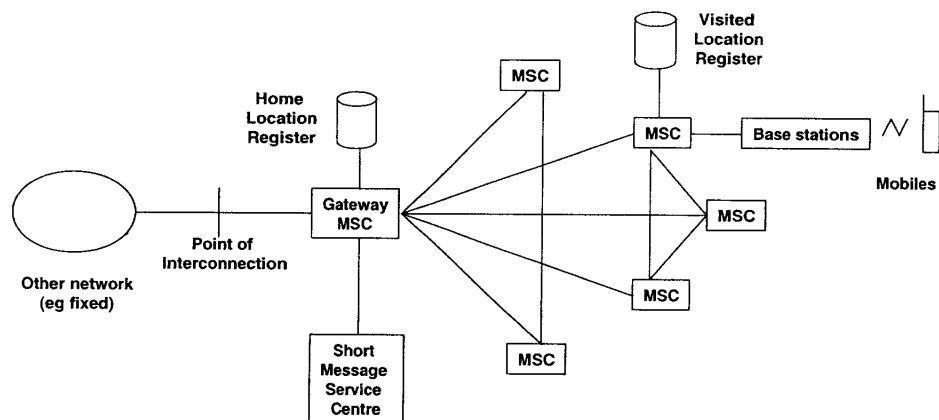 Visited
Location
Register
MSC
Home
Location
Register
MSC
Base stations
Mobiles
Gateway
MSC
MSC
Point of
Interconnection
Other network
(eg fixed)
MSC
MSC
Short
Message
Service
Centre